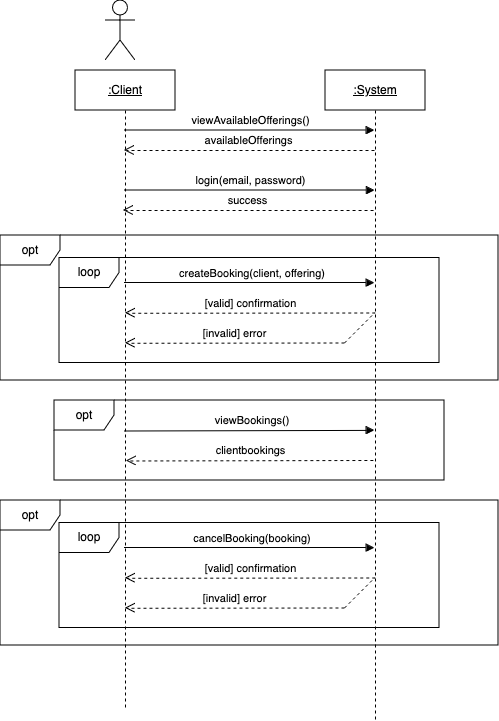 :Client
:System
viewAvailableOfferings()
availableOfferings
login(email, password)
success
opt
loop
createBooking(client, offering)
[valid] confirmation
[invalid] error
opt
viewBookings()
clientbookings
opt
loop
cancelBooking(booking)
[valid] confirmation
[invalid] error